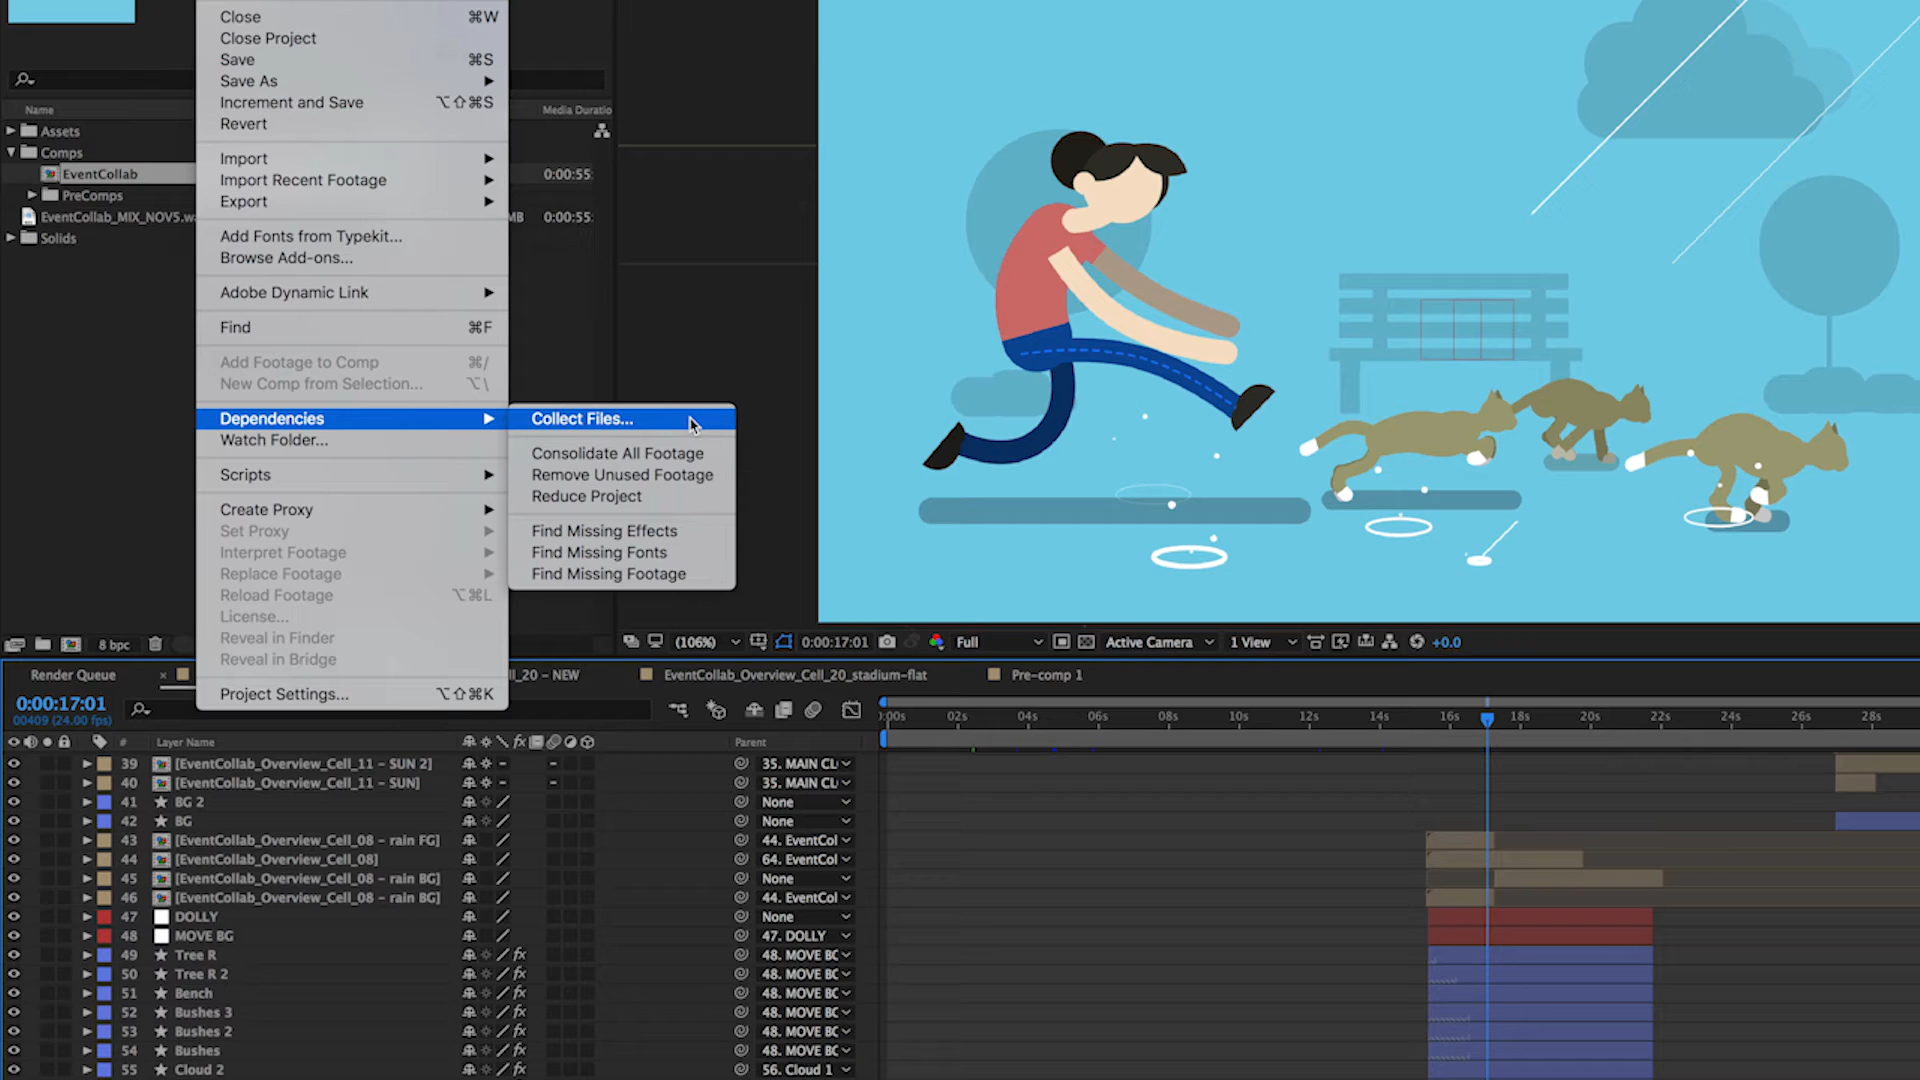 Close ⌘W
Close Project
Save ⌘S
Save As
Increment and Save ⌥⇧⌘S
Revert
Import
Import Recent Footage
Export
Add Fonts from Typekit...
Browse Add-ons...
Adobe Dynamic Link
Find ⌘F
Add Footage to Comp ⌘/
New Comp from Selection... ⌥\
Dependencies
Watch Folder...
Scripts
Create Proxy
Set Proxy
Interpret Footage
Replace Footage
Reload Footage ⌥⌘L
License...
Reveal in Finder
Reveal in Bridge
Project Settings... ⌥⇧⌘K
Collect Files...
Consolidate All Footage
Remove Unused Footage
Reduce Project
Find Missing Effects
Find Missing Fonts
Find Missing Footage
Name Media Duratio
Assets
Comps
EventCollab 0:00:55:
PreComps
EventCollab_MIX_NOV5.wa MB 0:00:55:
Solids
8 bpc
(106%) 0:00:17:01 Full Active Camera 1 View +0.0
Render Queue × ll_20 – NEW EventCollab_Overview_Cell_20_stadium-flat Pre-comp 1
0:00:17:01
00409 (24.00 fps)
:00s 02s 04s 06s 08s 10s 12s 14s 16s 18s 20s 22s 24s 26s 28s
# Layer Name fx Parent
39 [EventCollab_Overview_Cell_11 – SUN 2] 35. MAIN CL
40 [EventCollab_Overview_Cell_11 – SUN] 35. MAIN CL
41 BG 2 None
42 BG None
43 [EventCollab_Overview_Cell_08 – rain FG] 44. EventCol
44 [EventCollab_Overview_Cell_08] 64. EventCol
45 [EventCollab_Overview_Cell_08 – rain BG] None
46 [EventCollab_Overview_Cell_08 – rain BG] 44. EventCol
47 DOLLY None
48 MOVE BG 47. DOLLY
49 Tree R fx 48. MOVE BC
50 Tree R 2 fx 48. MOVE BC
51 Bench fx 48. MOVE BC
52 Bushes 3 fx 48. MOVE BC
53 Bushes 2 fx 48. MOVE BC
54 Bushes fx 48. MOVE BC
55 Cloud 2 fx 56. Cloud 1